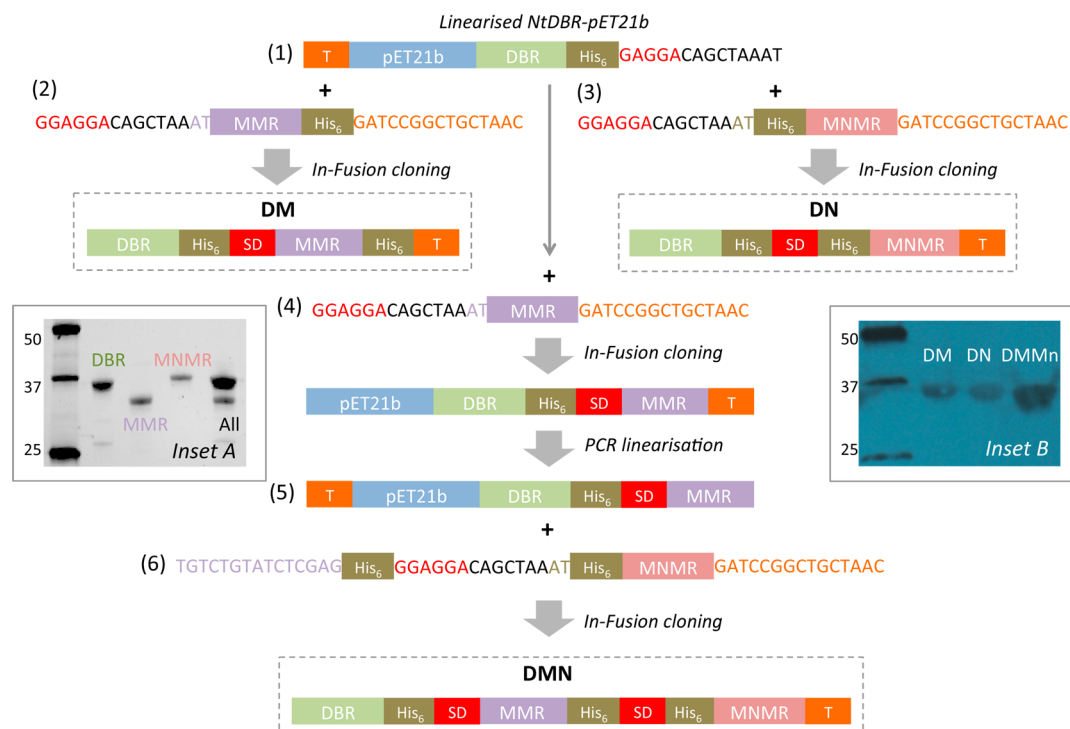 Linearised NtDBR-pET21b
(1) T pET21b DBR His6 GAGGACAGCTAAAT
+ +
(2) GGAGGACAGCTAAAT MMR His6 GATCCGGCTGCTAAC
(3) GGAGGACAGCTAAAT His6 MNMR GATCCGGCTGCTAAC
In-Fusion cloning
In-Fusion cloning
DM
DBR His6 SD MMR His6 T
DN
DBR His6 SD His6 MNMR T
+
(4) GGAGGACAGCTAAAT MMR GATCCGGCTGCTAAC
In-Fusion cloning
50
37
25
DBR
MMR
MNMR
All
Inset A
50
37
25
DM DN DMMn
Inset B
pET21b DBR His6 SD MMR T
PCR linearisation
(5) T pET21b DBR His6 SD MMR
+
(6) TGTCTGTATCTCGAG His6 GGAGGACAGCTAAAT His6 MNMR GATCCGGCTGCTAAC
In-Fusion cloning
DMN
DBR His6 SD MMR His6 SD His6 MNMR T